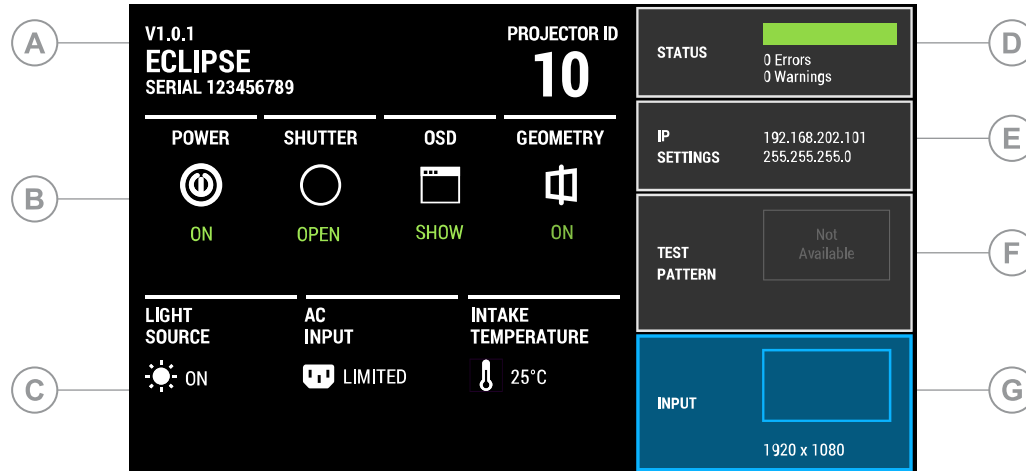 A
V1.0.1
ECLIPSE
SERIAL 123456789
PROJECTOR ID
10
STATUS
0 Errors
0 Warnings
D
IP
SETTINGS
192.168.202.101
255.255.255.0
E
B
POWER
ON
SHUTTER
OPEN
OSD
SHOW
GEOMETRY
ON
TEST
PATTERN
Not
Available
F
C
LIGHT
SOURCE
ON
AC
INPUT
LIMITED
INTAKE
TEMPERATURE
25°C
INPUT
1920 x 1080
G